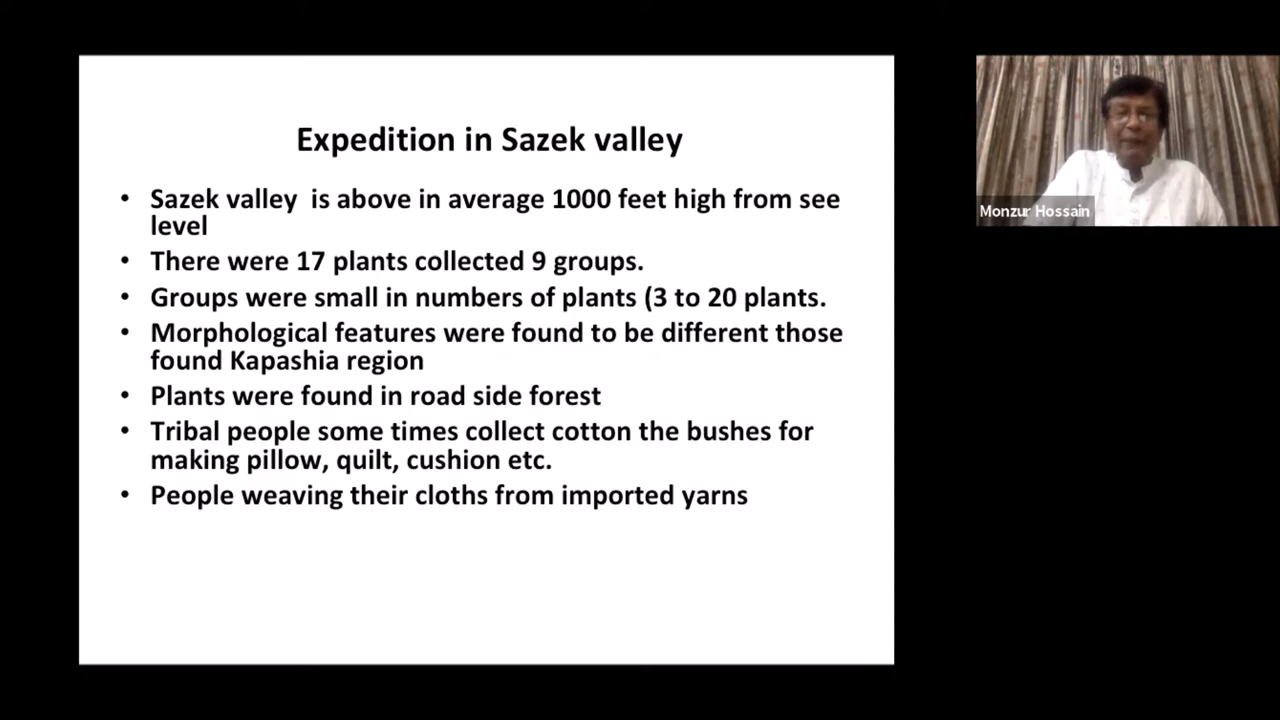 Expedition in Sazek valley
• Sazek valley is above in average 1000 feet high from see
level
• There were 17 plants collected 9 groups.
• Groups were small in numbers of plants (3 to 20 plants.
• Morphological features were found to be different those
found Kapashia region
• Plants were found in road side forest
• Tribal people some times collect cotton the bushes for
making pillow, quilt, cushion etc.
• People weaving their cloths from imported yarns
Monzur Hossain